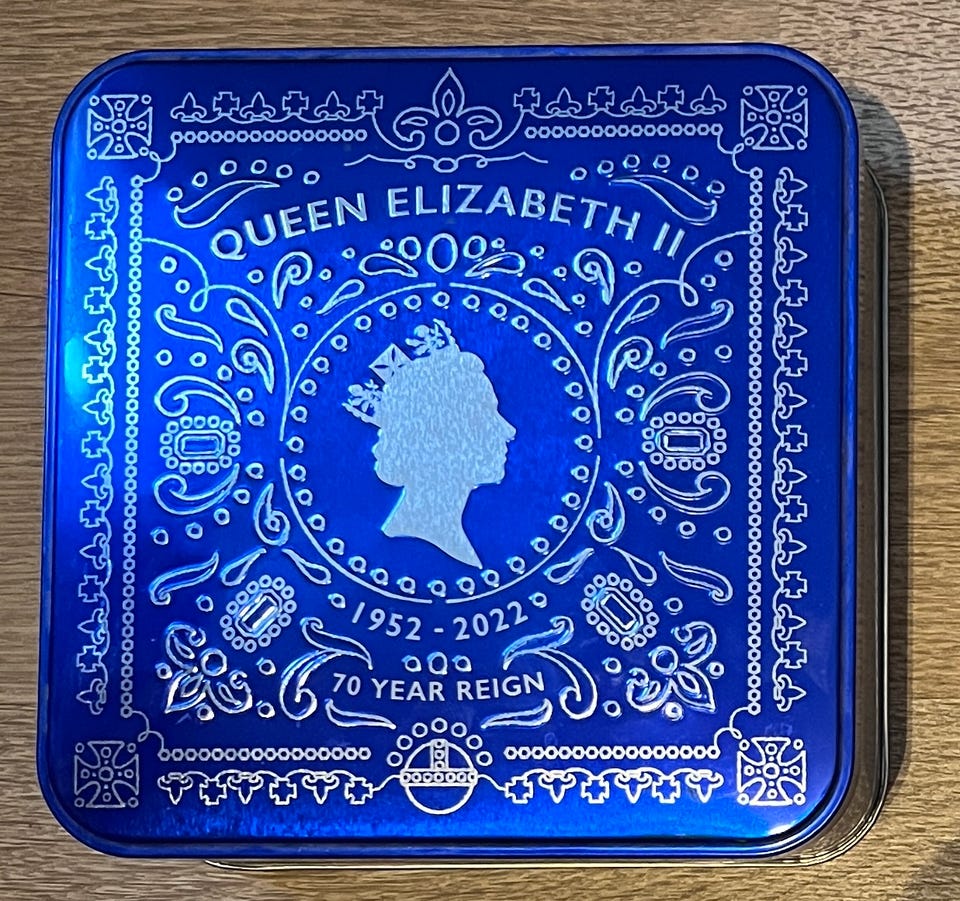 QUEEN ELIZABETH II
1952 - 2022
70 YEAR REIGN